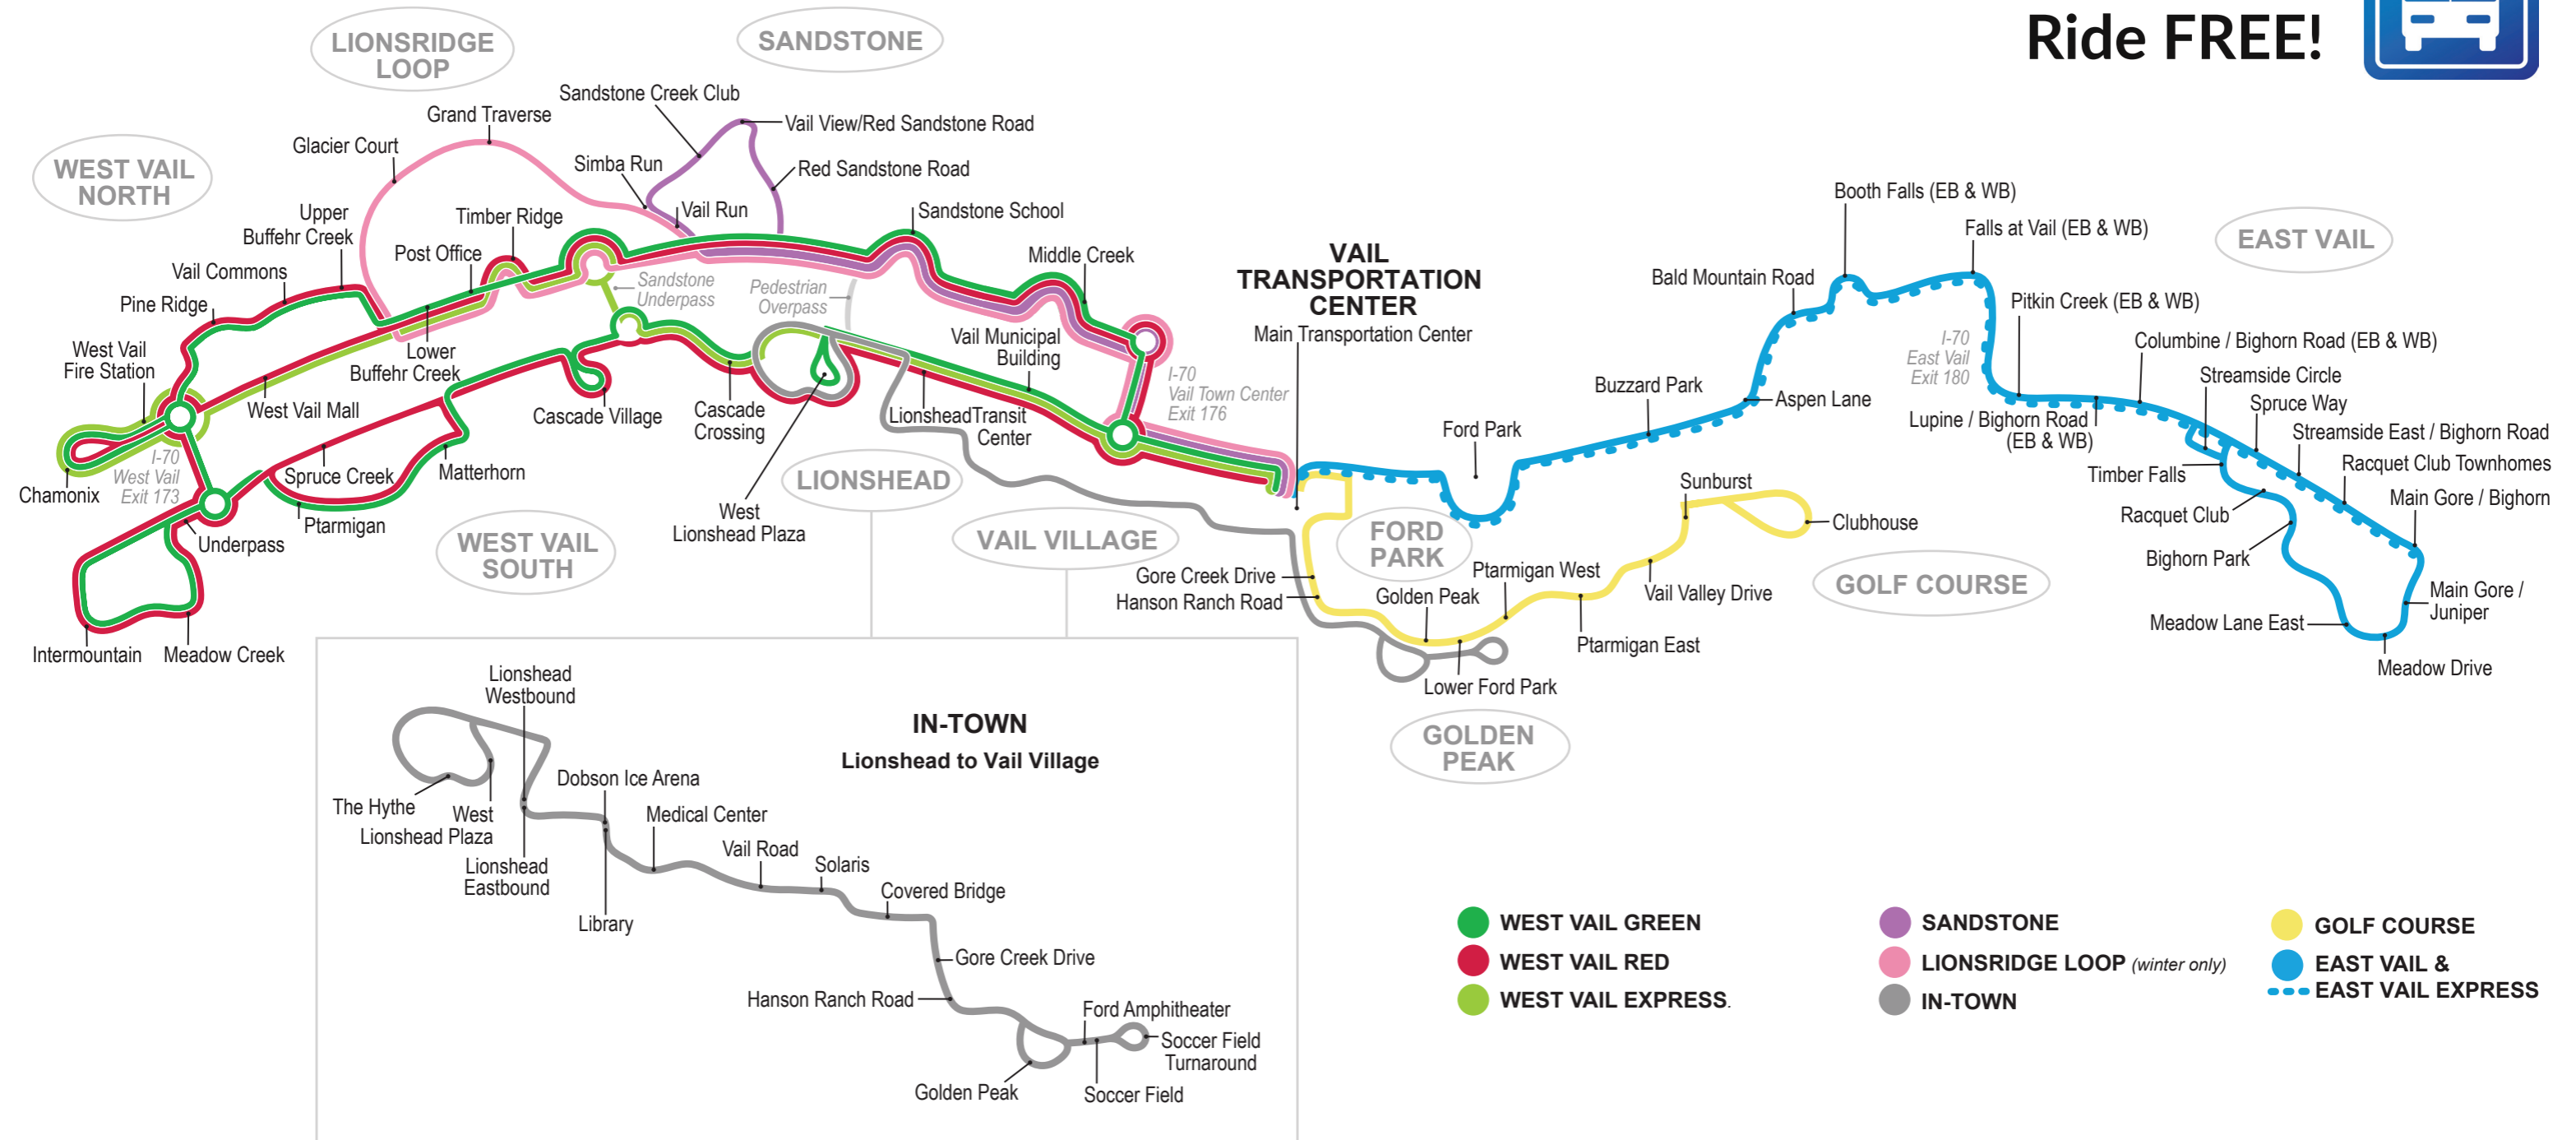 Ride FREE!
LIONSRIDGE
LOOP
SANDSTONE
WEST VAIL
NORTH
Grand Traverse
Glacier Court
Sandstone Creek Club
Vail View/Red Sandstone Road
Simba Run
Red Sandstone Road
Vail Run
Upper
Buffehr Creek
Timber Ridge
Post Office
Vail Commons
Pine Ridge
West Vail
Fire Station
Sandstone
Underpass
Pedestrian
Overpass
Sandstone School
Middle Creek
Vail Municipal
Building
Lower
Buffehr Creek
West Vail Mall
Cascade Village
Cascade
Crossing
LionsheadTransit
Center
I-70
Vail Town Center
Exit 176
Chamonix
I-70
West Vail
Exit 173
Spruce Creek
Matterhorn
Ptarmigan
Underpass
Intermountain
Meadow Creek
WEST VAIL
SOUTH
West
Lionshead Plaza
LIONSHEAD
VAIL VILLAGE
VAIL
TRANSPORTATION
CENTER
Main Transportation Center
Ford Park
Buzzard Park
Aspen Lane
Bald Mountain Road
Booth Falls (EB & WB)
Falls at Vail (EB & WB)
EAST VAIL
Pitkin Creek (EB & WB)
I-70
East Vail
Exit 180
Columbine / Bighorn Road (EB & WB)
Lupine / Bighorn Road
(EB & WB)
Streamside Circle
Spruce Way
Streamside East / Bighorn Road
Racquet Club Townhomes
Main Gore / Bighorn
Timber Falls
Racquet Club
Bighorn Park
Main Gore /
Juniper
Meadow Lane East
Meadow Drive
FORD
PARK
Sunburst
Clubhouse
GOLF COURSE
Gore Creek Drive
Hanson Ranch Road
Golden Peak
Ptarmigan West
Vail Valley Drive
Ptarmigan East
Lower Ford Park
GOLDEN
PEAK
IN-TOWN
Lionshead to Vail Village
Lionshead
Westbound
The Hythe
West
Lionshead Plaza
Lionshead
Eastbound
Dobson Ice Arena
Library
Medical Center
Vail Road
Solaris
Covered Bridge
Gore Creek Drive
Hanson Ranch Road
Ford Amphitheater
Soccer Field
Turnaround
Golden Peak
Soccer Field
WEST VAIL GREEN
WEST VAIL RED
WEST VAIL EXPRESS.
SANDSTONE
LIONSRIDGE LOOP (winter only)
IN-TOWN
GOLF COURSE
EAST VAIL &
EAST VAIL EXPRESS